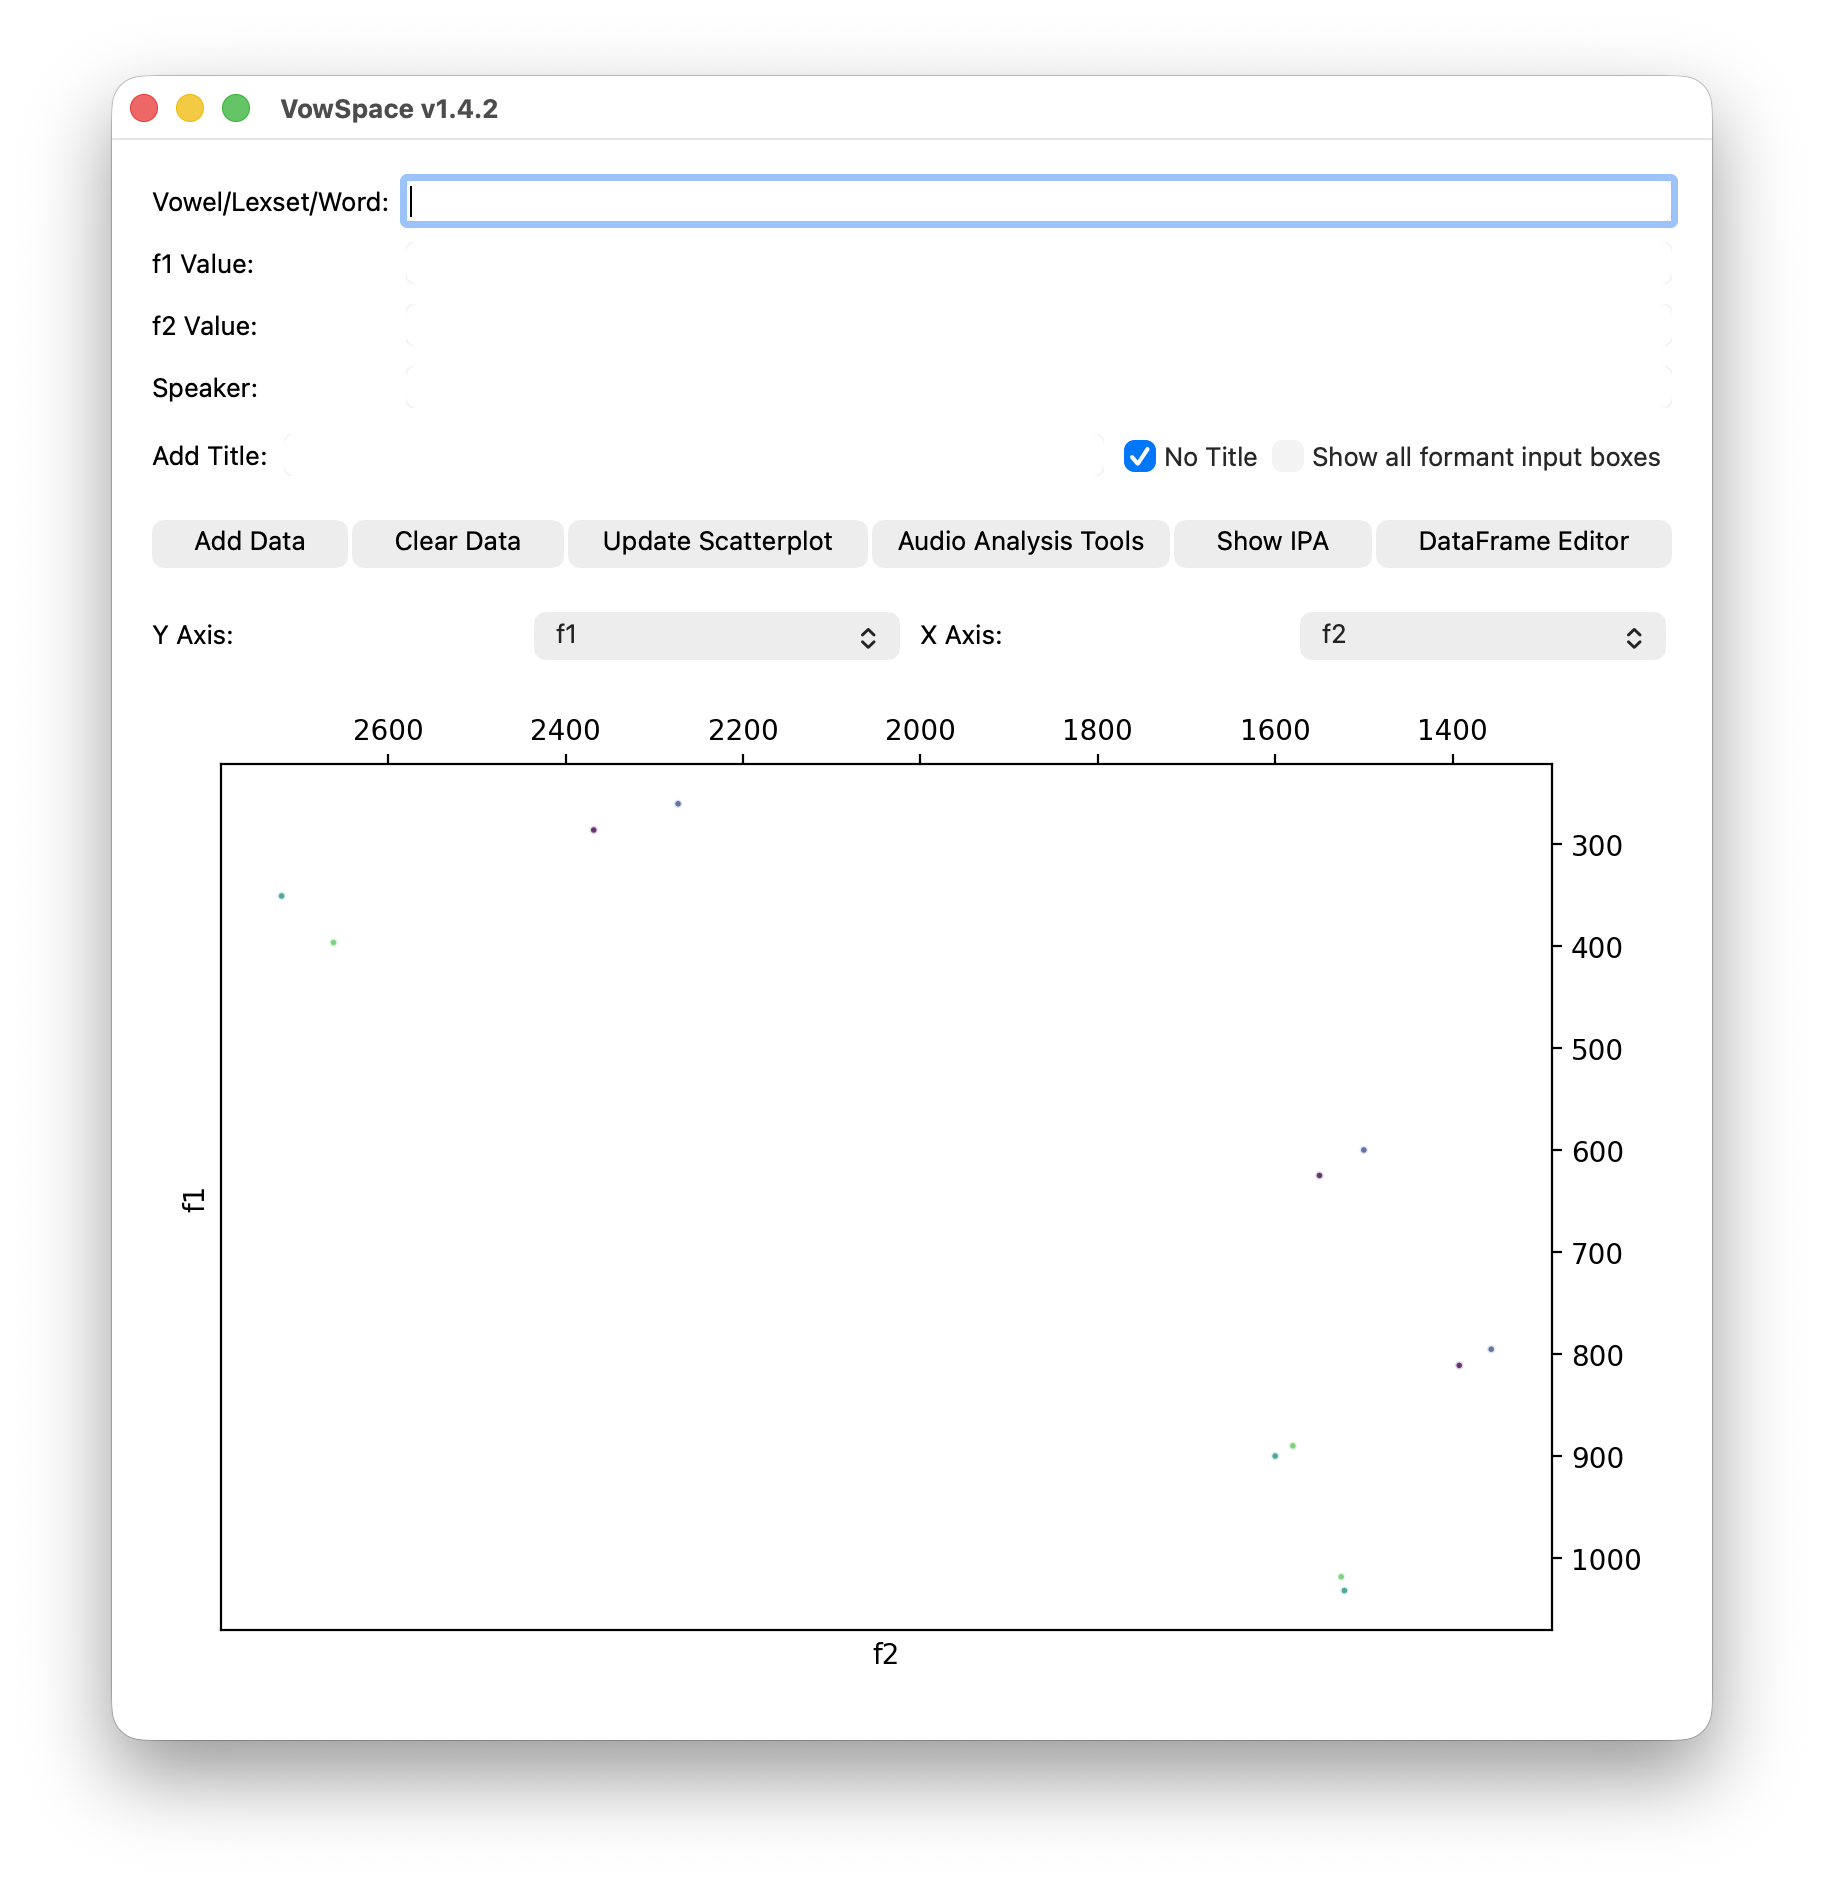 VowSpace v1.4.2
Vowel/Lexset/Word:
f1 Value:
f2 Value:
Speaker:
Add Title: No Title Show all formant input boxes
Add Data Clear Data Update Scatterplot Audio Analysis Tools Show IPA DataFrame Editor
Y Axis: f1 X Axis: f2
2600 2400 2200 2000 1800 1600 1400
300
400
500
600
f1
700
800
900
1000
f2